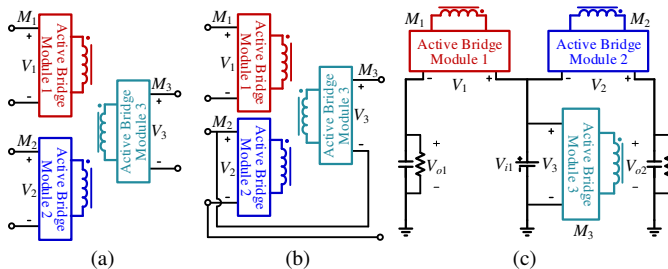 M1
+
V1
-
Active Bridge
Module 1
M2
+
V2
-
Active Bridge
Module 2
Active Bridge
Module 3
M3
+
V3
-
(a)
M1
+
V1
-
Active Bridge
Module 1
M2
+
V2
-
Active Bridge
Module 2
Active Bridge
Module 3
M3
+
V3
-
(b)
M1
Active Bridge
Module 1
- V1 +
M2
Active Bridge
Module 2
- V2 +
+
Vo1
-
Vi1
+
V3
-
Active Bridge
Module 3
M3
+
Vo2
-
(c)